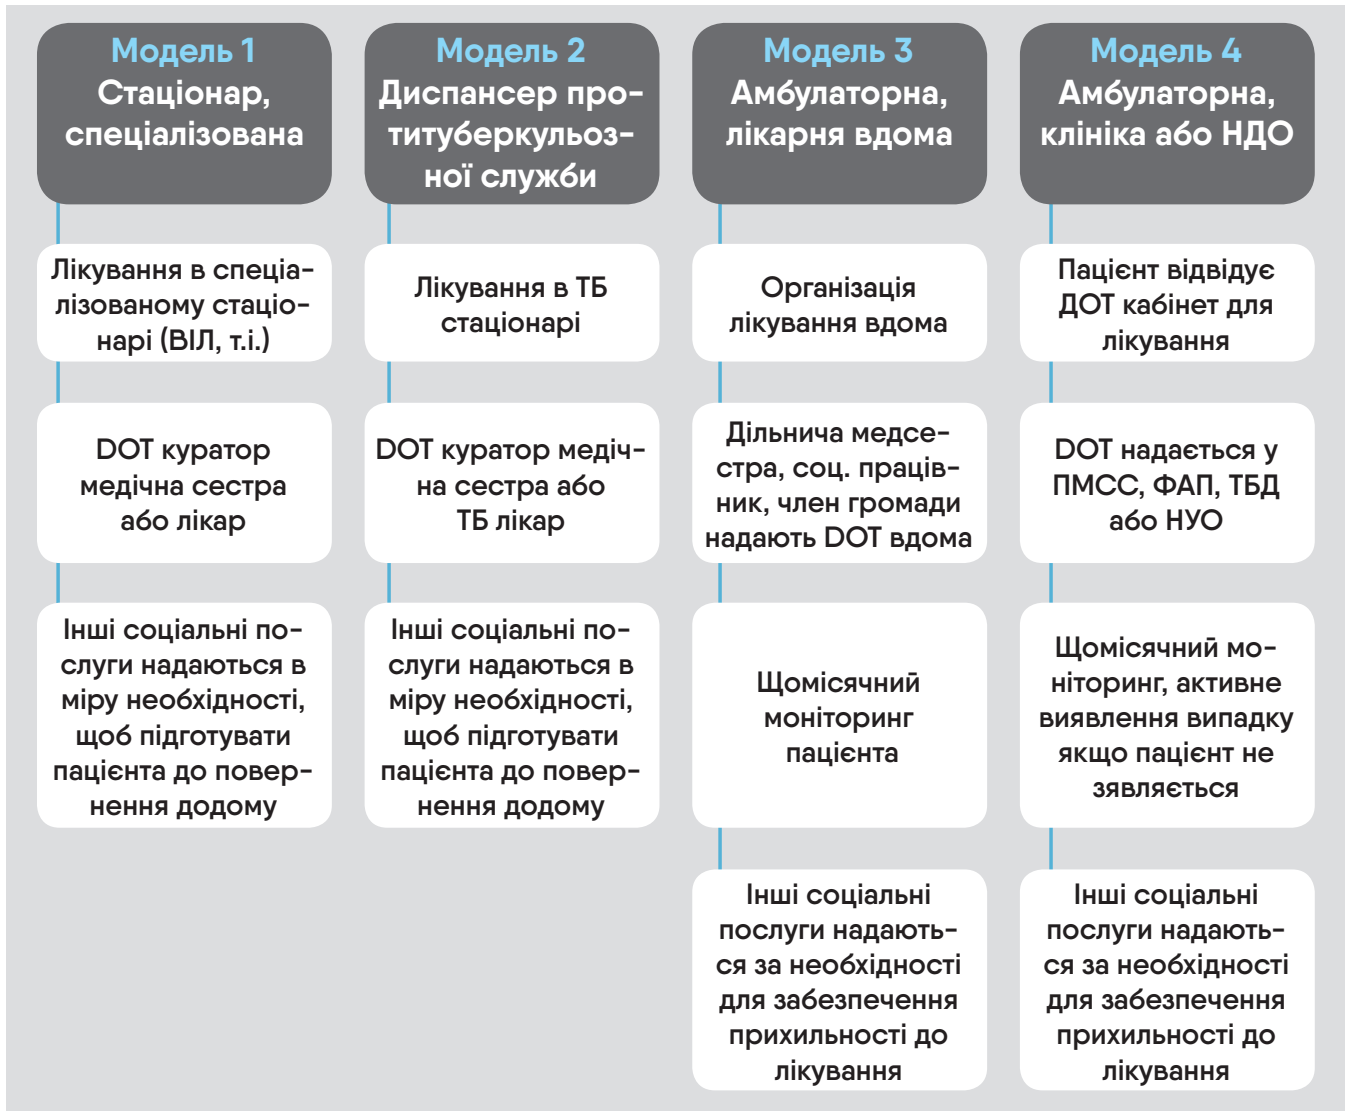 Модель 1
Стаціонар,
спеціалізована
Лікування в спеціа-
лізованому стаціо-
нарі (ВІЛ, т.і.)
DOT куратор
медічна сестра
або лікар
Інші соціальні по-
слуги надаються в
міру необхідності,
щоб підготувати
пацієнта до повер-
нення додому
Модель 2
Диспансер про-
титуберкульоз-
ної служби
Лікування в ТБ
стаціонарі
DOT куратор медіч-
на сестра або
ТБ лікар
Інші соціальні по-
слуги надаються в
міру необхідності,
щоб підготувати
пацієнта до повер-
нення додому
Модель 3
Амбулаторна,
лікарня вдома
Організація
лікування вдома
Дільнича медсе-
стра, соц. праців-
ник, член громади
надають DOT вдома
Щомісячний
моніторинг
пацієнта
Інші соціальні
послуги надають-
ся за необхідності
для забезпечення
прихильності до
лікування
Модель 4
Амбулаторна,
клініка або НДО
Пацієнт відвідує
ДОТ кабінет для
лікування
DOT надається у
ПМСС, ФАП, ТБД
або НУО
Щомісячний мо-
ніторинг, активне
виявлення випадку
якщо пацієнт не
зявляється
Інші соціальні
послуги надають-
ся за необхідності
для забезпечення
прихильності до
лікування